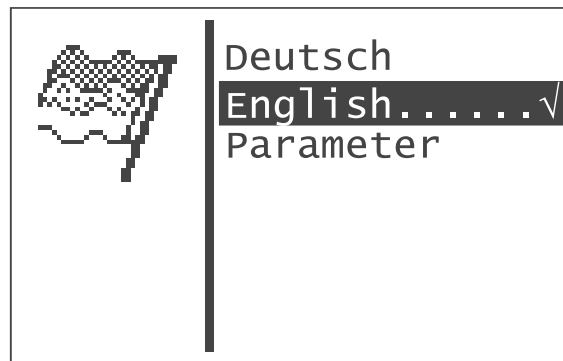 Deutsch
English......√
Parameter